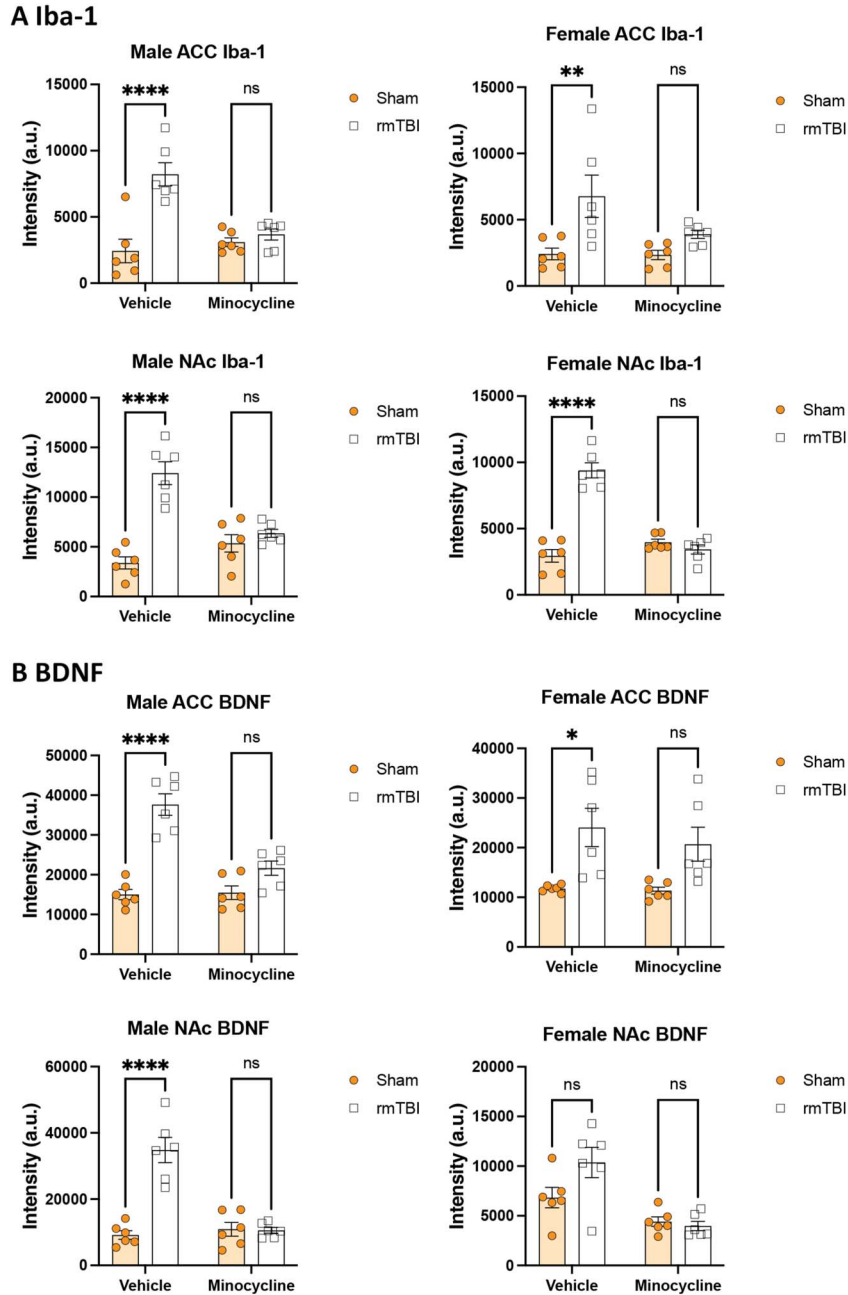 A Iba-1
Male ACC Iba-1
Intensity (a.u.)
15000
10000
5000
0
****
ns
Vehicle
Minocycline
Sham
rmTBI
Female ACC Iba-1
Intensity (a.u.)
15000
10000
5000
0
**
ns
Vehicle
Minocycline
Sham
rmTBI
Male NAc Iba-1
Intensity (a.u.)
20000
15000
10000
5000
0
****
ns
Vehicle
Minocycline
Sham
rmTBI
Female NAc Iba-1
Intensity (a.u.)
15000
10000
5000
0
****
ns
Vehicle
Minocycline
Sham
rmTBI
B BDNF
Male ACC BDNF
Intensity (a.u.)
50000
40000
30000
20000
10000
0
****
ns
Vehicle
Minocycline
Sham
rmTBI
Female ACC BDNF
Intensity (a.u.)
40000
30000
20000
10000
0
*
ns
Vehicle
Minocycline
Sham
rmTBI
Male NAc BDNF
Intensity (a.u.)
60000
40000
20000
0
****
ns
Vehicle
Minocycline
Sham
rmTBI
Female NAc BDNF
Intensity (a.u.)
20000
15000
10000
5000
0
ns
ns
Vehicle
Minocycline
Sham
rmTBI